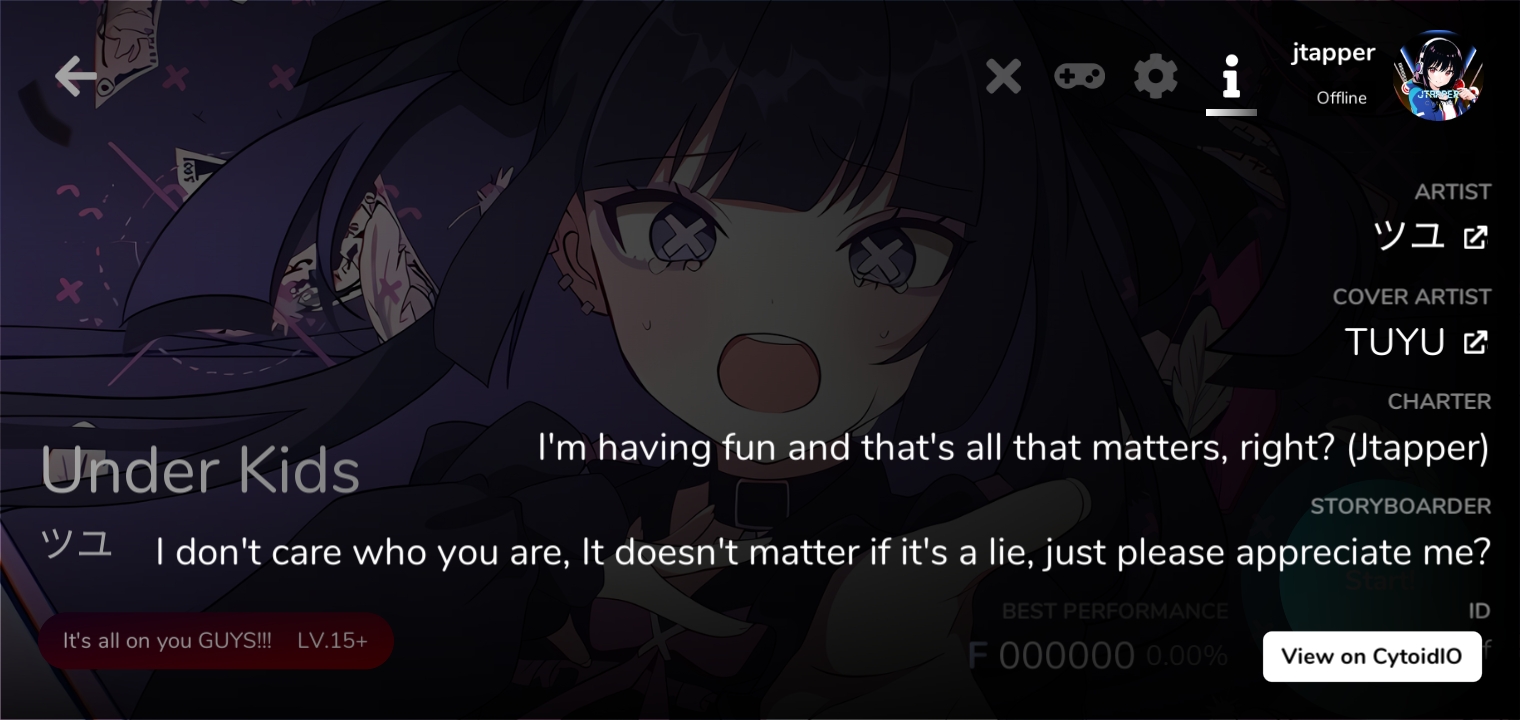 jtapper
Offline
ARTIST
ツユ
COVER ARTIST
TUYU
CHARTER
I'm having fun and that's all that matters, right? (Jtapper)
Under Kids
STORYBOARDER
ツユ
I don't care who you are, It doesn't matter if it's a lie, just please appreciate me?
Start!
BEST PERFORMANCE
ID
It's all on you GUYS!!! LV.15+
F 000000 0.00%
View on CytoidIO
JTAPPER